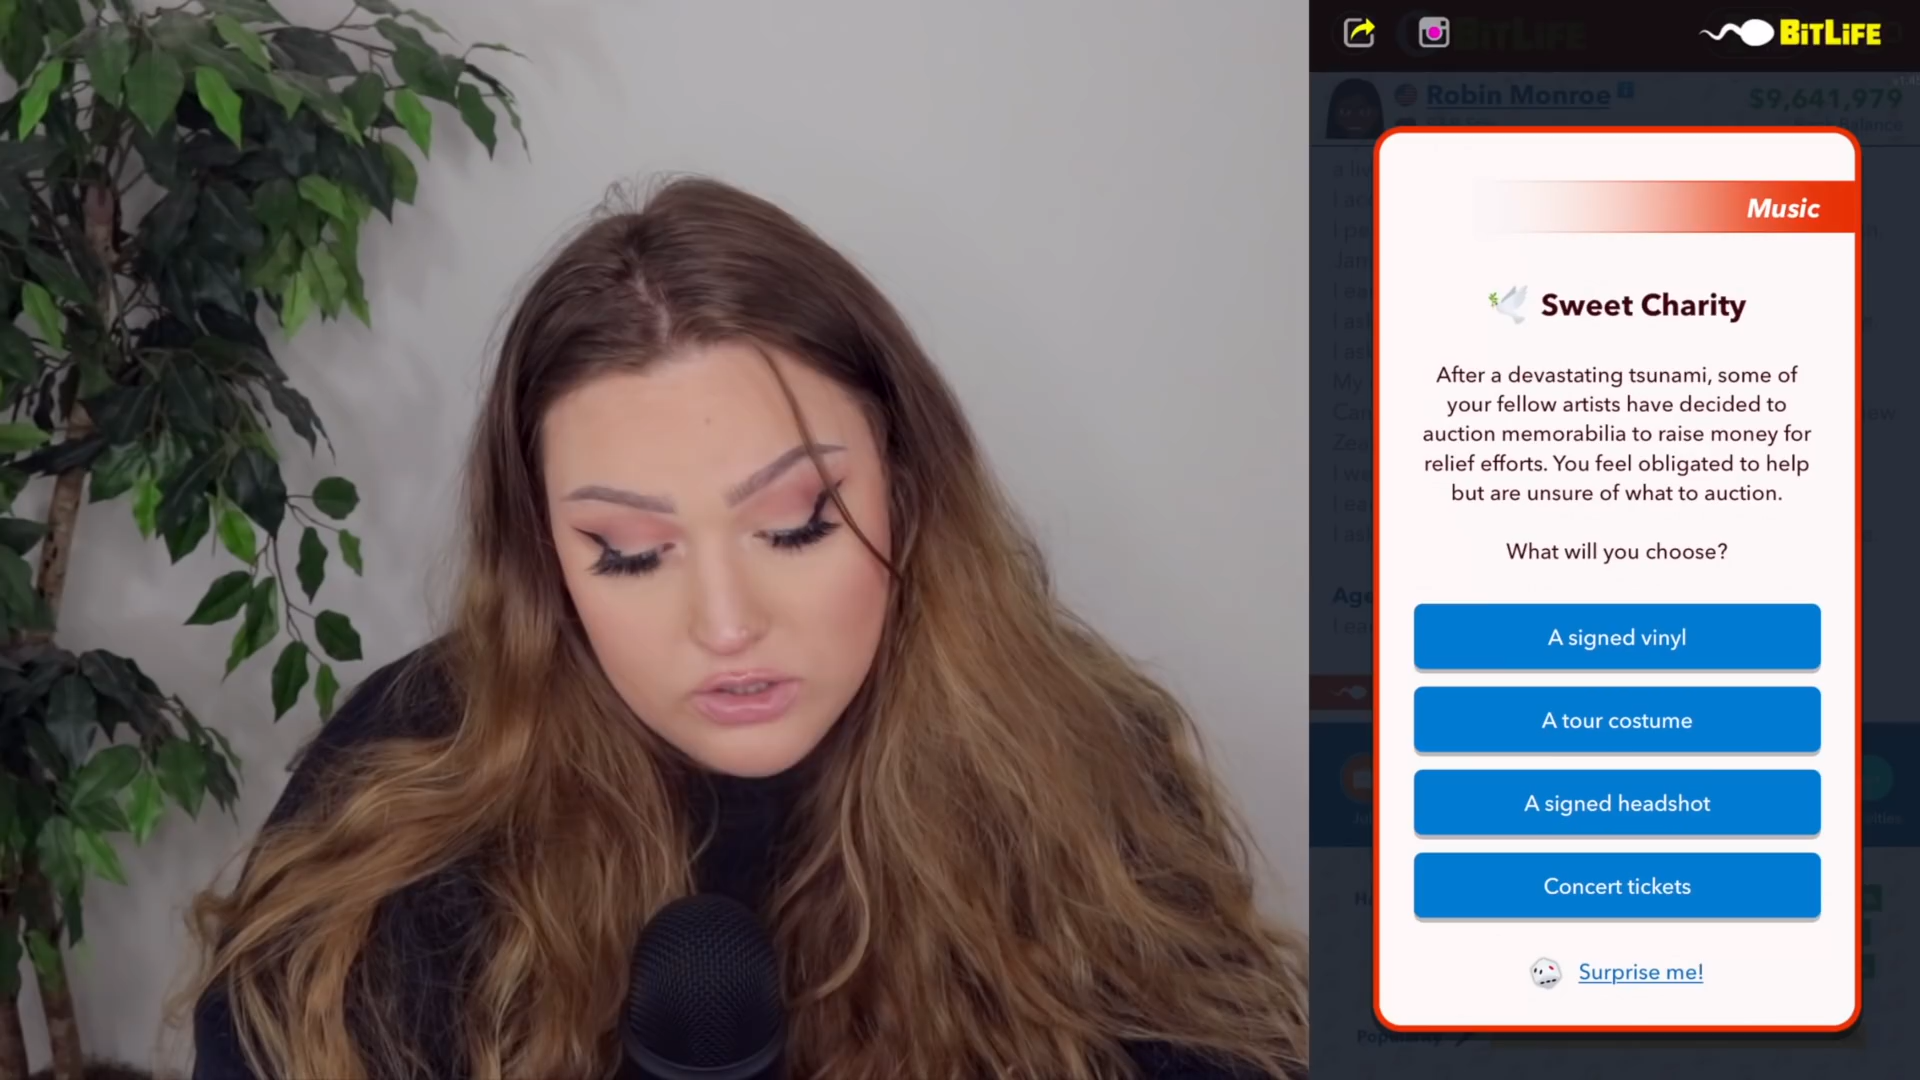 BITLIFE
Robin Monroe
$9,641,979
Balance
Music
Sweet Charity
After a devastating tsunami, some of
your fellow artists have decided to
auction memorabilia to raise money for
relief efforts. You feel obligated to help
but are unsure of what to auction.
What will you choose?
A signed vinyl
A tour costume
A signed headshot
Concert tickets
Surprise me!